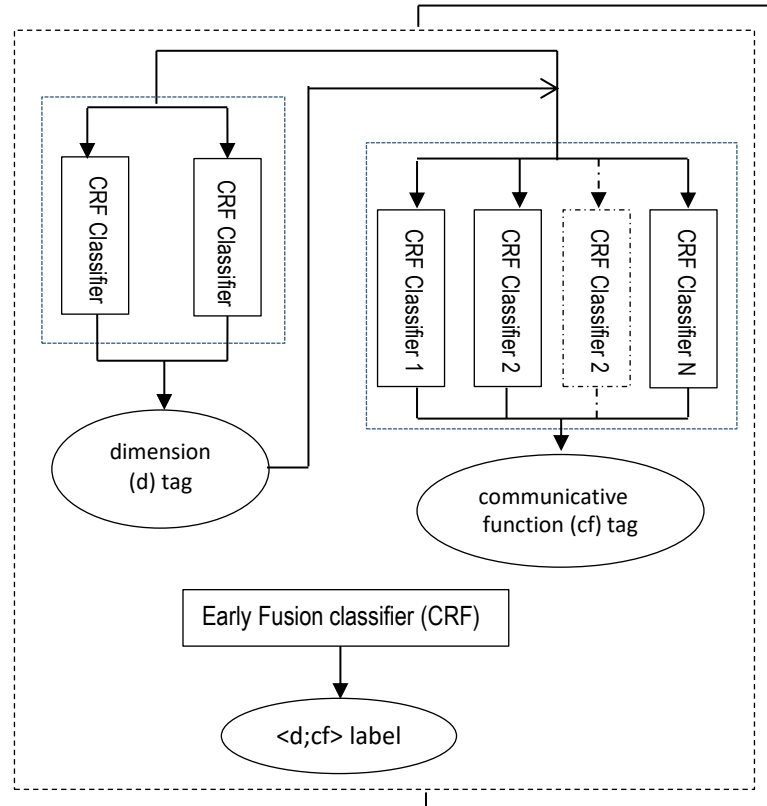 CRF Classifier
CRF Classifier
dimension
(d) tag
CRF Classifier 1
CRF Classifier 2
CRF Classifier 2
CRF Classifier N
communicative
function (cf) tag
Early Fusion classifier (CRF)
<d;cf> label